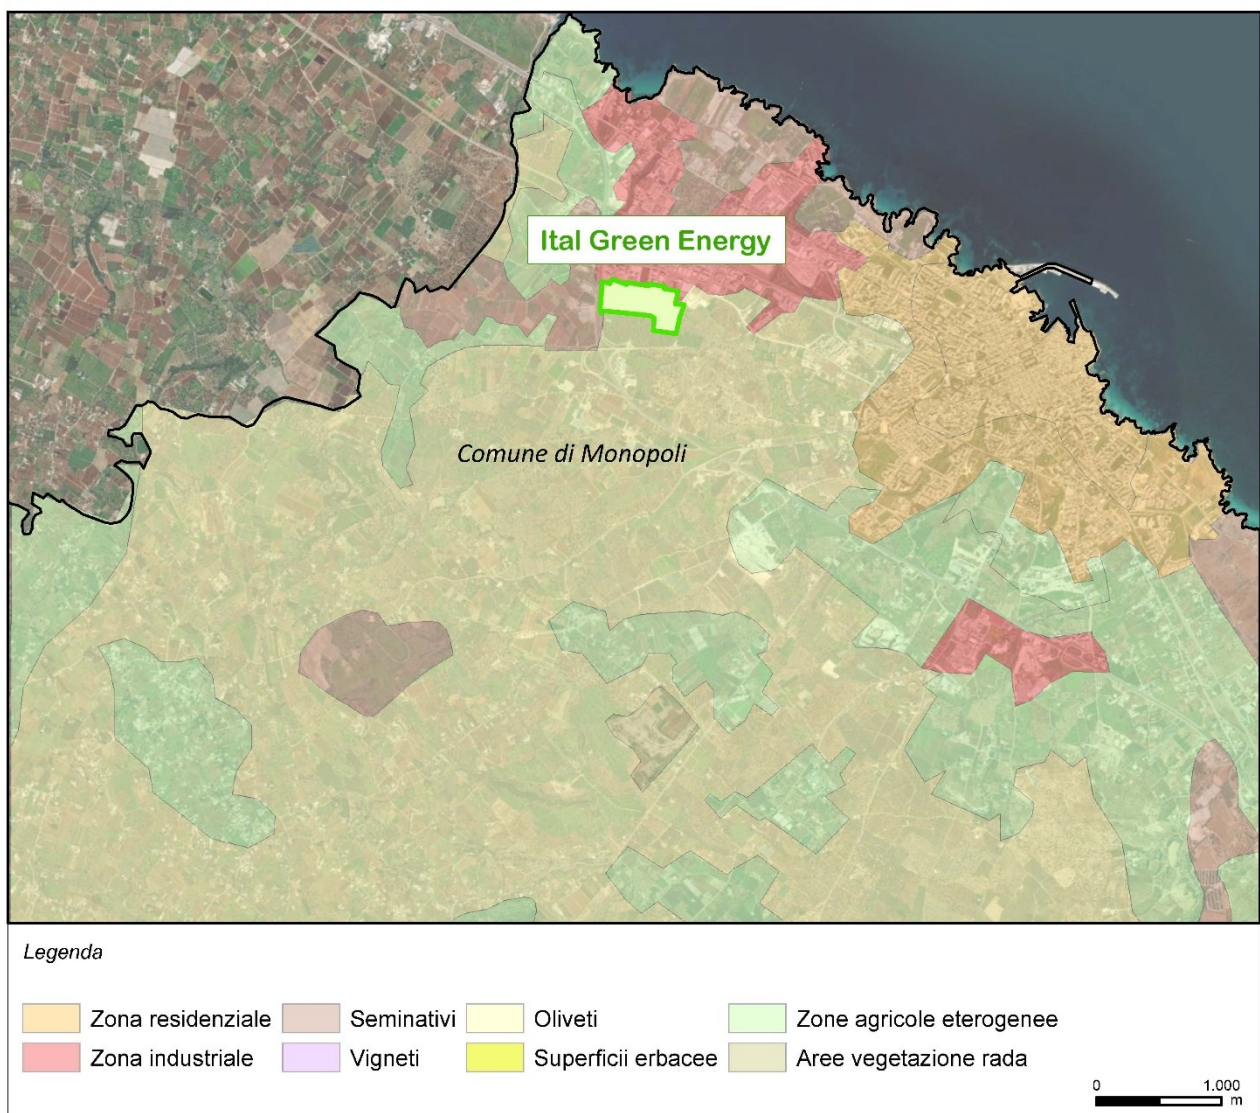 Ital Green Energy
Comune di Monopoli
Legenda
Zona residenziale
Seminativi
Oliveti
Zone agricole eterogenee
Zona industriale
Vigneti
Superficii erbacee
Aree vegetazione rada
0 1.000
m